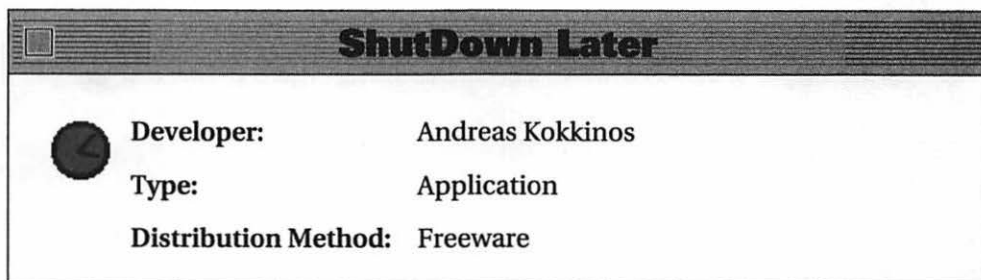 ShutDown Later
Developer: Andreas Kokkinos
Type: Application
Distribution Method: Freeware